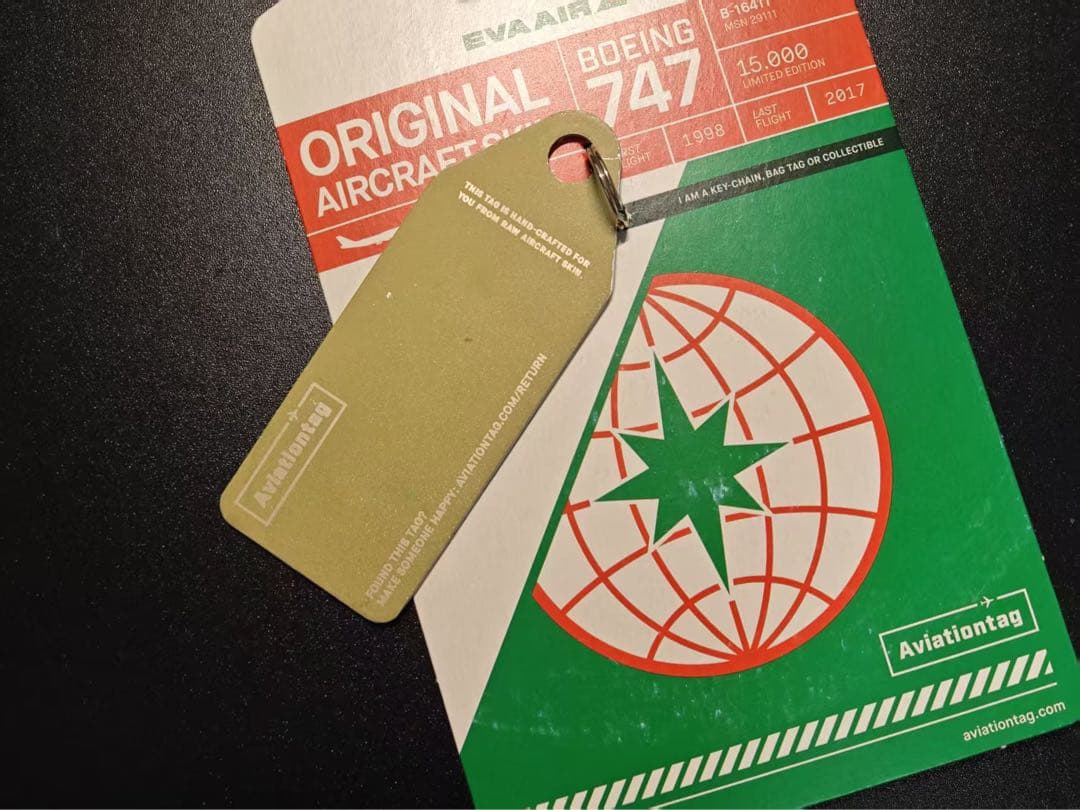 EVA AIR
ORIGINAL
AIRCRAFT
BOEING
747
B-16411
MSN 29111
15.000
LIMITED EDITION
1998
LAST
FLIGHT
2017
I AM A KEY-CHAIN, BAG TAG OR COLLECTIBLE
THIS TAG IS HAND-CRAFTED FOR
YOU FROM RAW AIRCRAFT SKIN.
Aviationtag
FOUND THIS TAG?
MAKE SOMEONE HAPPY: AVIATIONTAG.COM/RETURN
Aviationtag
aviationtag.com